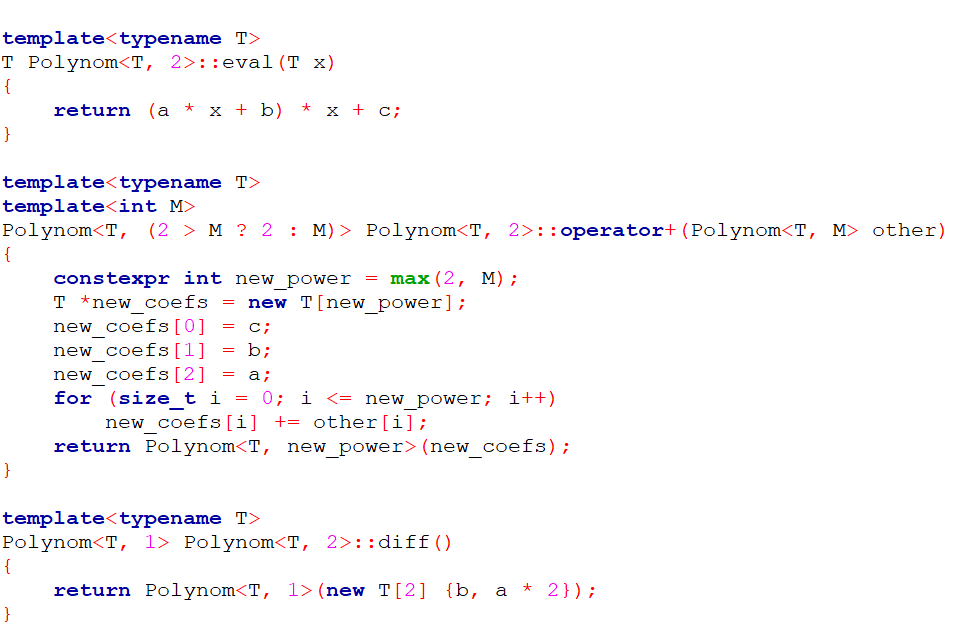 template<typename T>
T Polynom<T, 2>::eval(T x)
{
    return (a * x + b) * x + c;
}

template<typename T>
template<int M>
Polynom<T, (2 > M ? 2 : M)> Polynom<T, 2>::operator+(Polynom<T, M> other)
{
    constexpr int new_power = max(2, M);
    T *new_coefs = new T[new_power];
    new_coefs[0] = c;
    new_coefs[1] = b;
    new_coefs[2] = a;
    for (size_t i = 0; i <= new_power; i++)
        new_coefs[i] += other[i];
    return Polynom<T, new_power>(new_coefs);
}

template<typename T>
Polynom<T, 1> Polynom<T, 2>::diff()
{
    return Polynom<T, 1>(new T[2] {b, a * 2});
}